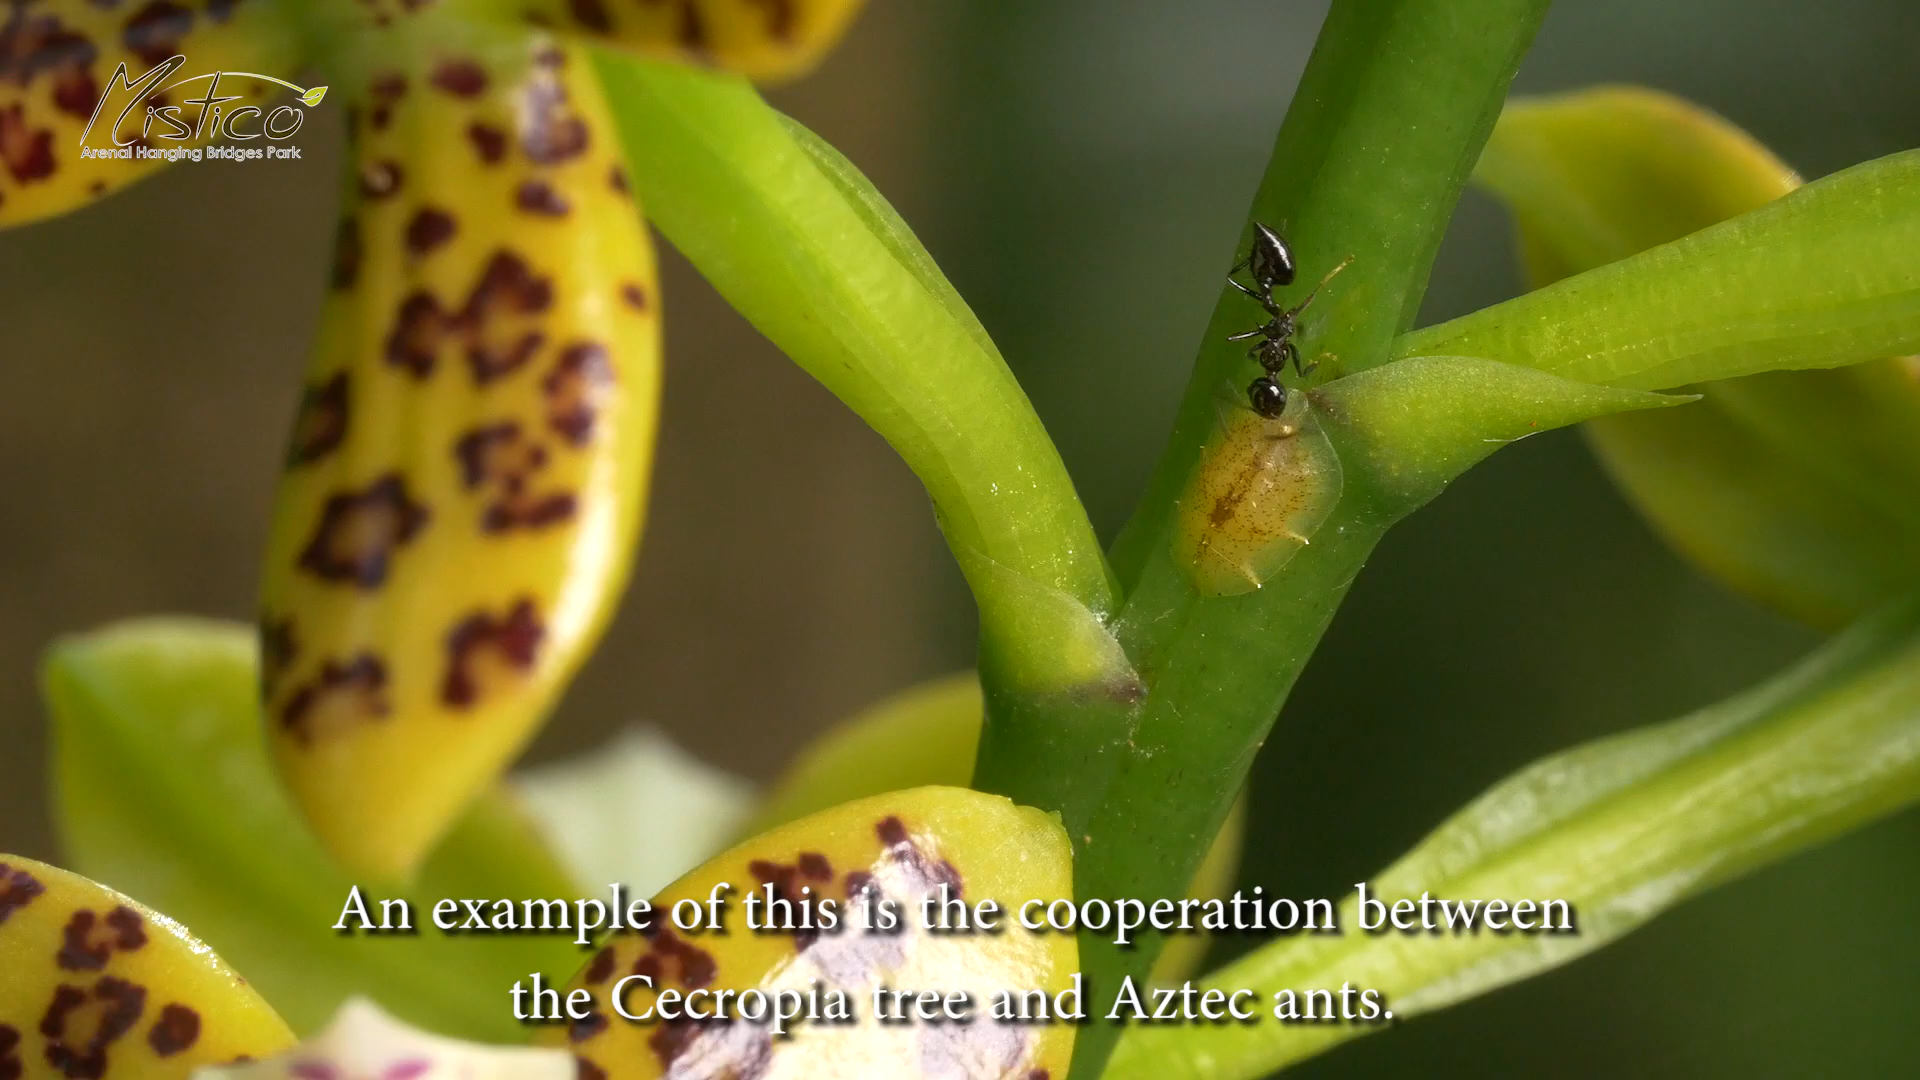 Mistico
Arenal Hanging Bridges Park
An example of this is the cooperation between
the Cecropia tree and Aztec ants.